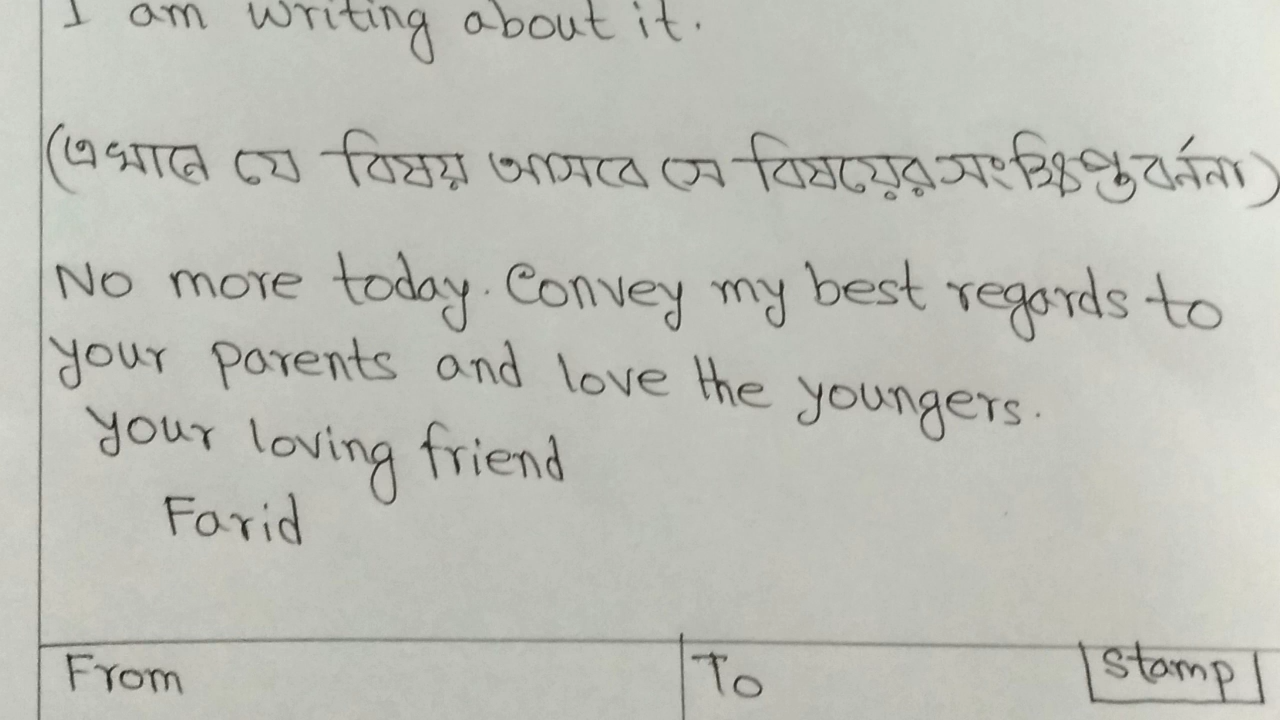 I am writing about it.
(এখানে যে বিষয় আসবে সে বিষয়ের সংক্ষিপ্ত বর্ননা)
No more today. Convey my best regards to
your parents and love the youngers.
your loving friend
Farid
From To Stamp